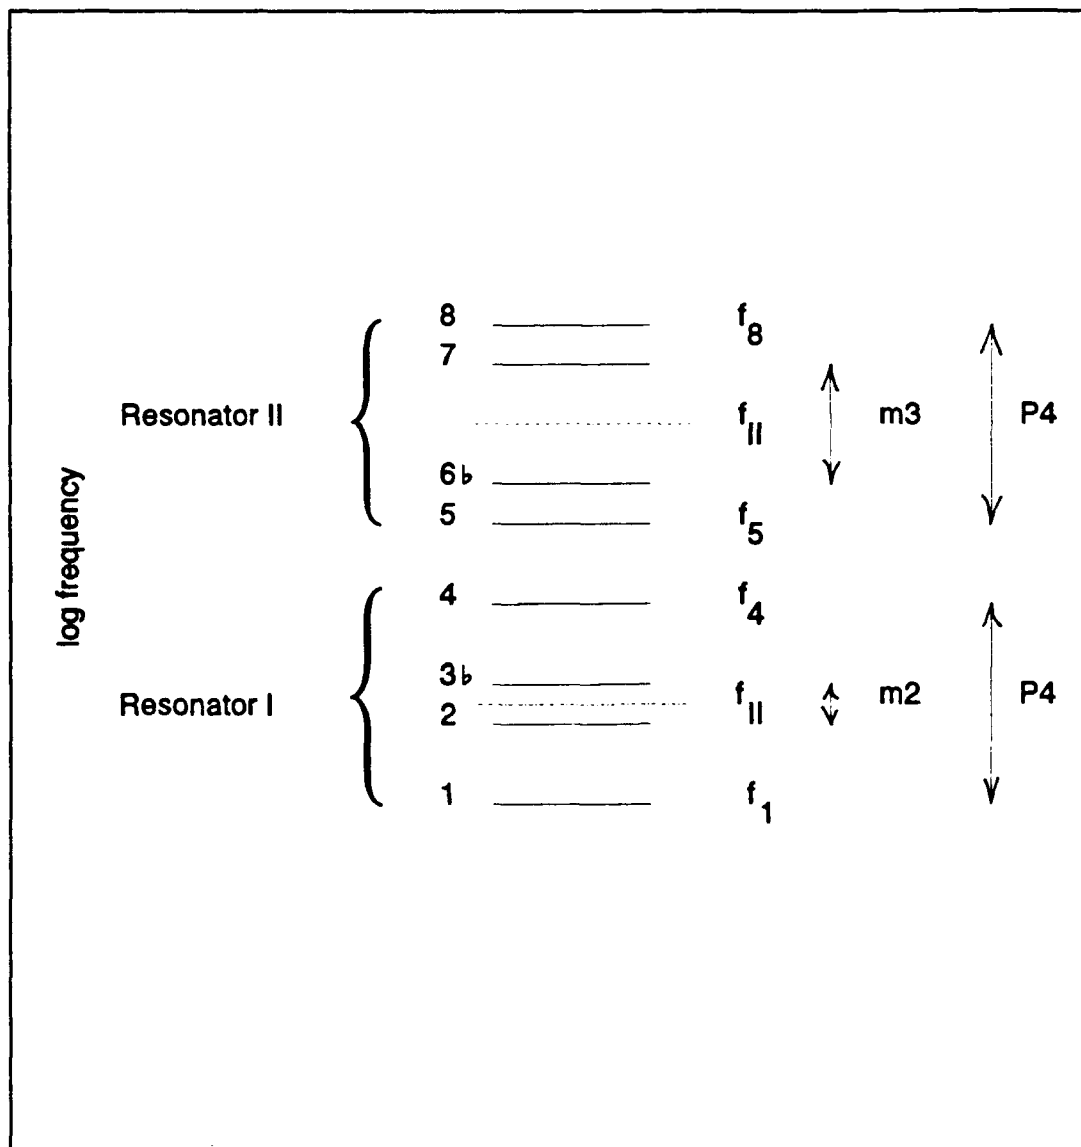 8 f8
7
Resonator II fII m3 P4
6♭
5 f5
log frequency
4 f4
3♭
Resonator I fII m2 P4
2
1 f1